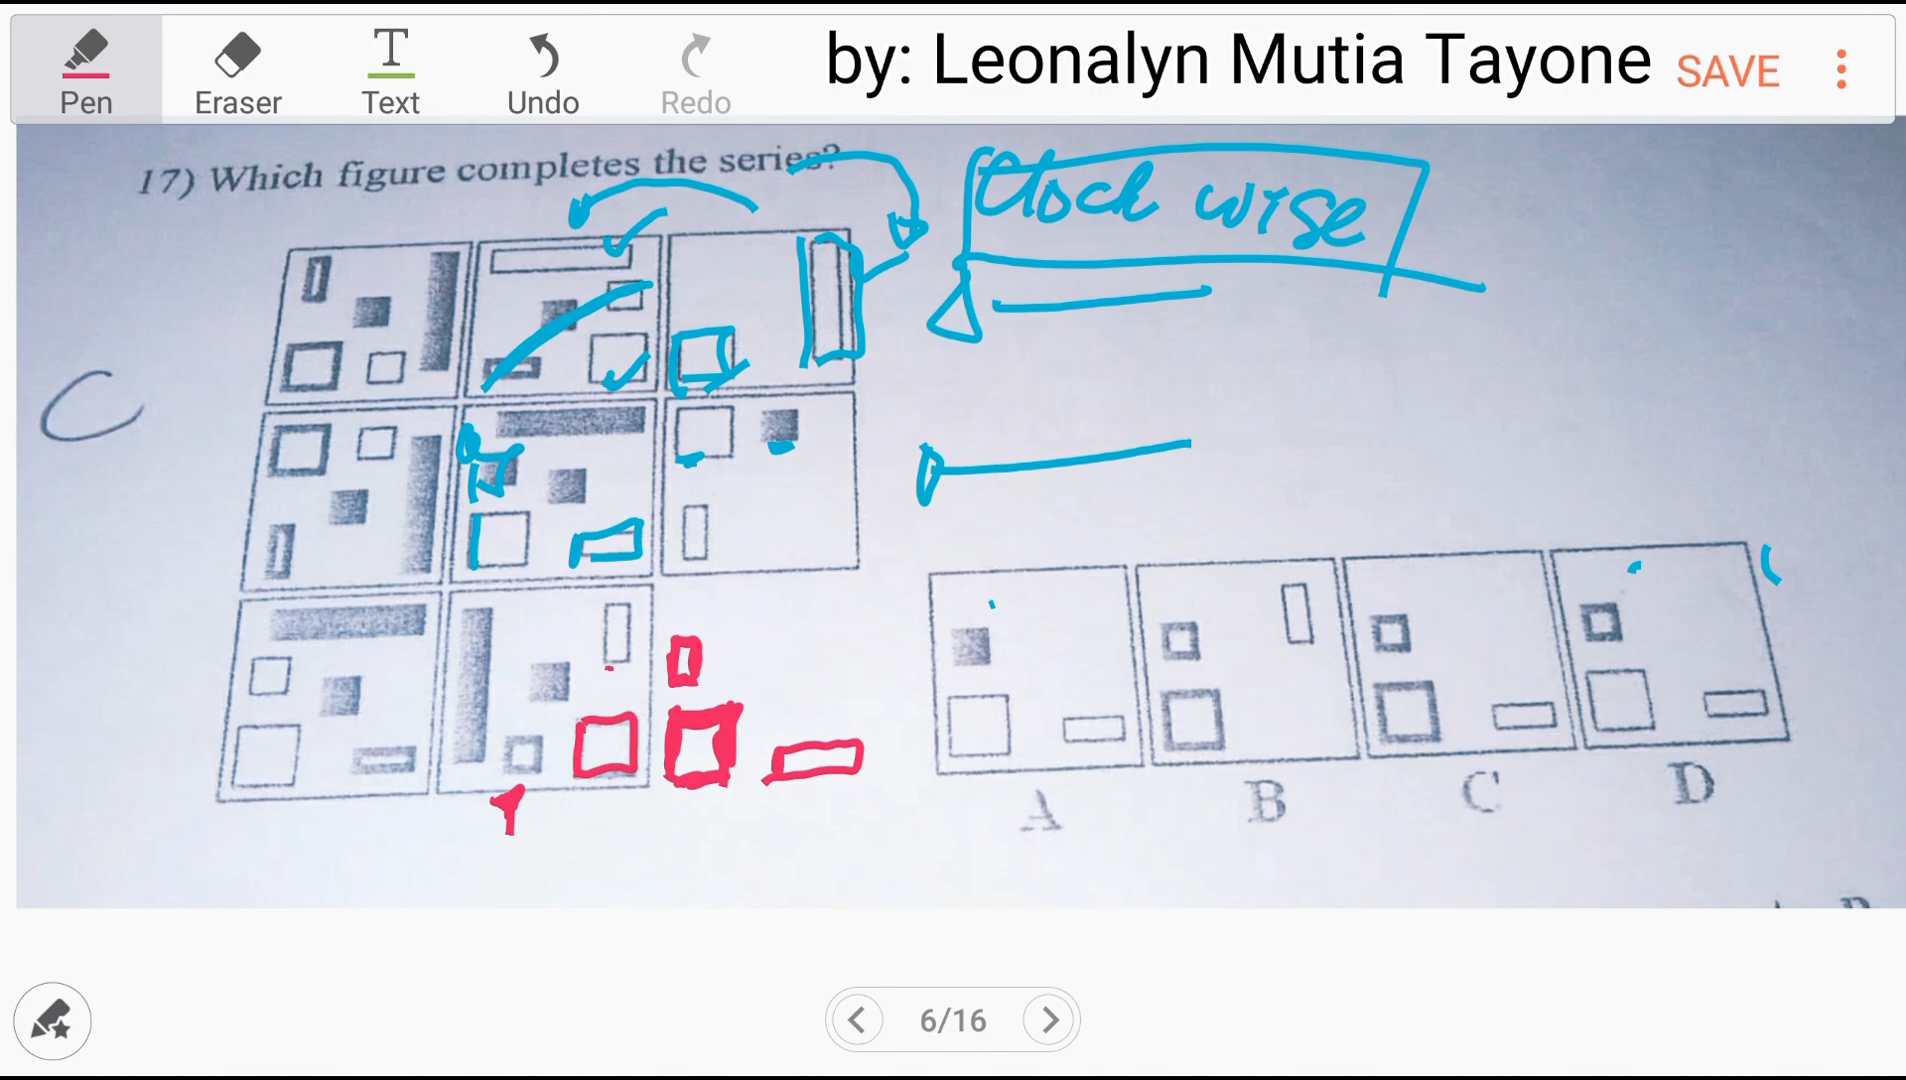 by: Leonalyn Mutia Tayone
SAVE
Pen
Eraser
Text
Undo
Redo
17) Which figure completes the series?
Clock wise
C
A
B
C
D
6/16